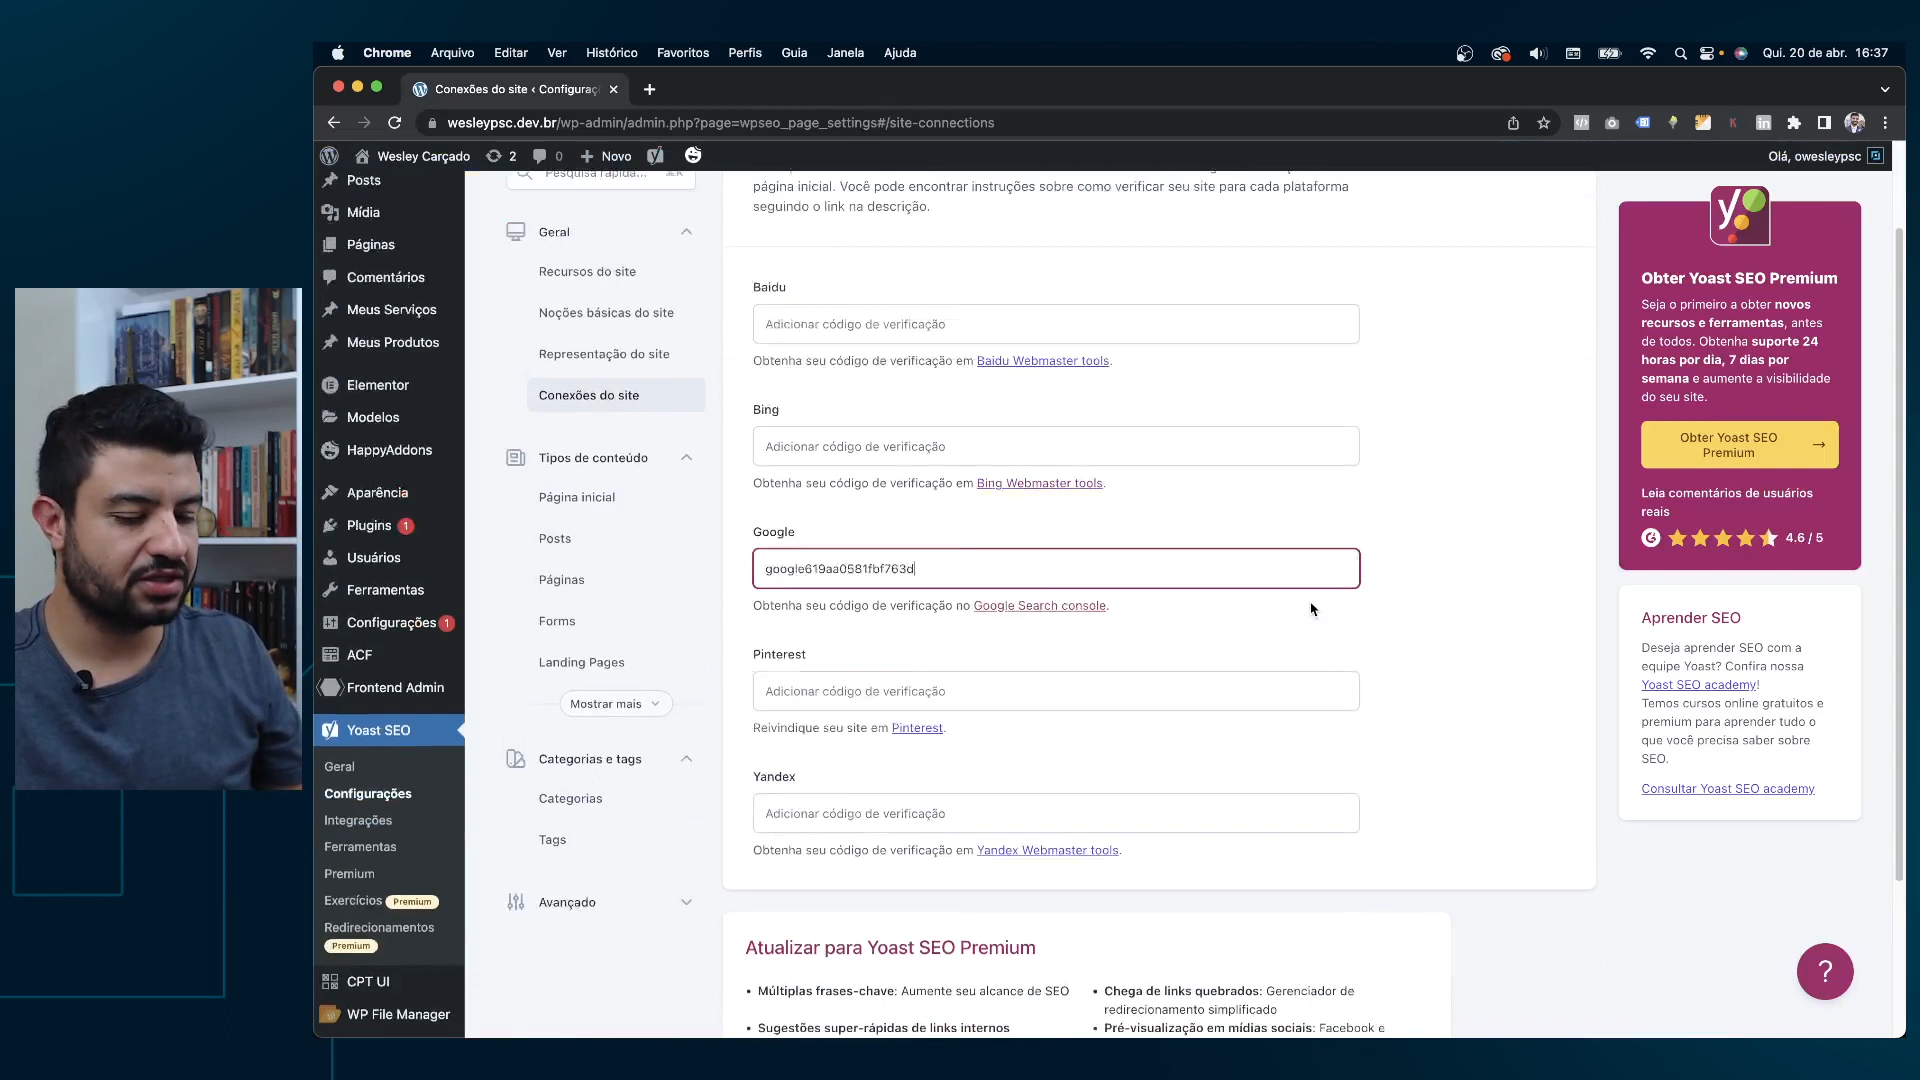 Chrome
Arquivo
Editar
Ver
Histórico
Favoritos
Perfis
Guia
Janela
Ajuda
Qui. 20 de abr. 16:37
Conexões do site ‹ Configuraç
wesleypsc.dev.br/wp-admin/admin.php?page=wpseo_page_settings#/site-connections
Wesley Carçado
2
0
Novo
Olá, owesleypsc
Posts
Mídia
Páginas
Comentários
Meus Serviços
Meus Produtos
Elementor
Modelos
HappyAddons
Aparência
Plugins 1
Usuários
Ferramentas
Configurações 1
ACF
Frontend Admin
Yoast SEO
Geral
Configurações
Integrações
Ferramentas
Premium
Exercícios Premium
Redirecionamentos
Premium
CPT UI
WP File Manager
Pesquisa rápida... ⌘K
Geral
Recursos do site
Noções básicas do site
Representação do site
Conexões do site
Tipos de conteúdo
Página inicial
Posts
Páginas
Forms
Landing Pages
Mostrar mais
Categorias e tags
Categorias
Tags
Avançado
página inicial. Você pode encontrar instruções sobre como verificar seu site para cada plataforma
seguindo o link na descrição.
Baidu
Adicionar código de verificação
Obtenha seu código de verificação em Baidu Webmaster tools.
Bing
Adicionar código de verificação
Obtenha seu código de verificação em Bing Webmaster tools.
Google
google619aa0581fbf763d
Obtenha seu código de verificação no Google Search console.
Pinterest
Adicionar código de verificação
Reivindique seu site em Pinterest.
Yandex
Adicionar código de verificação
Obtenha seu código de verificação em Yandex Webmaster tools.
Atualizar para Yoast SEO Premium
• Múltiplas frases-chave: Aumente seu alcance de SEO
• Sugestões super-rápidas de links internos
• Chega de links quebrados: Gerenciador de
redirecionamento simplificado
• Pré-visualização em mídias sociais: Facebook e
Obter Yoast SEO Premium
Seja o primeiro a obter novos
recursos e ferramentas, antes
de todos. Obtenha suporte 24
horas por dia, 7 dias por
semana e aumente a visibilidade
do seu site.
Obter Yoast SEO
Premium →
Leia comentários de usuários
reais
4.6 / 5
Aprender SEO
Deseja aprender SEO com a
equipe Yoast? Confira nossa
Yoast SEO academy!
Temos cursos online gratuitos e
premium para aprender tudo o
que você precisa saber sobre
SEO.
Consultar Yoast SEO academy
?